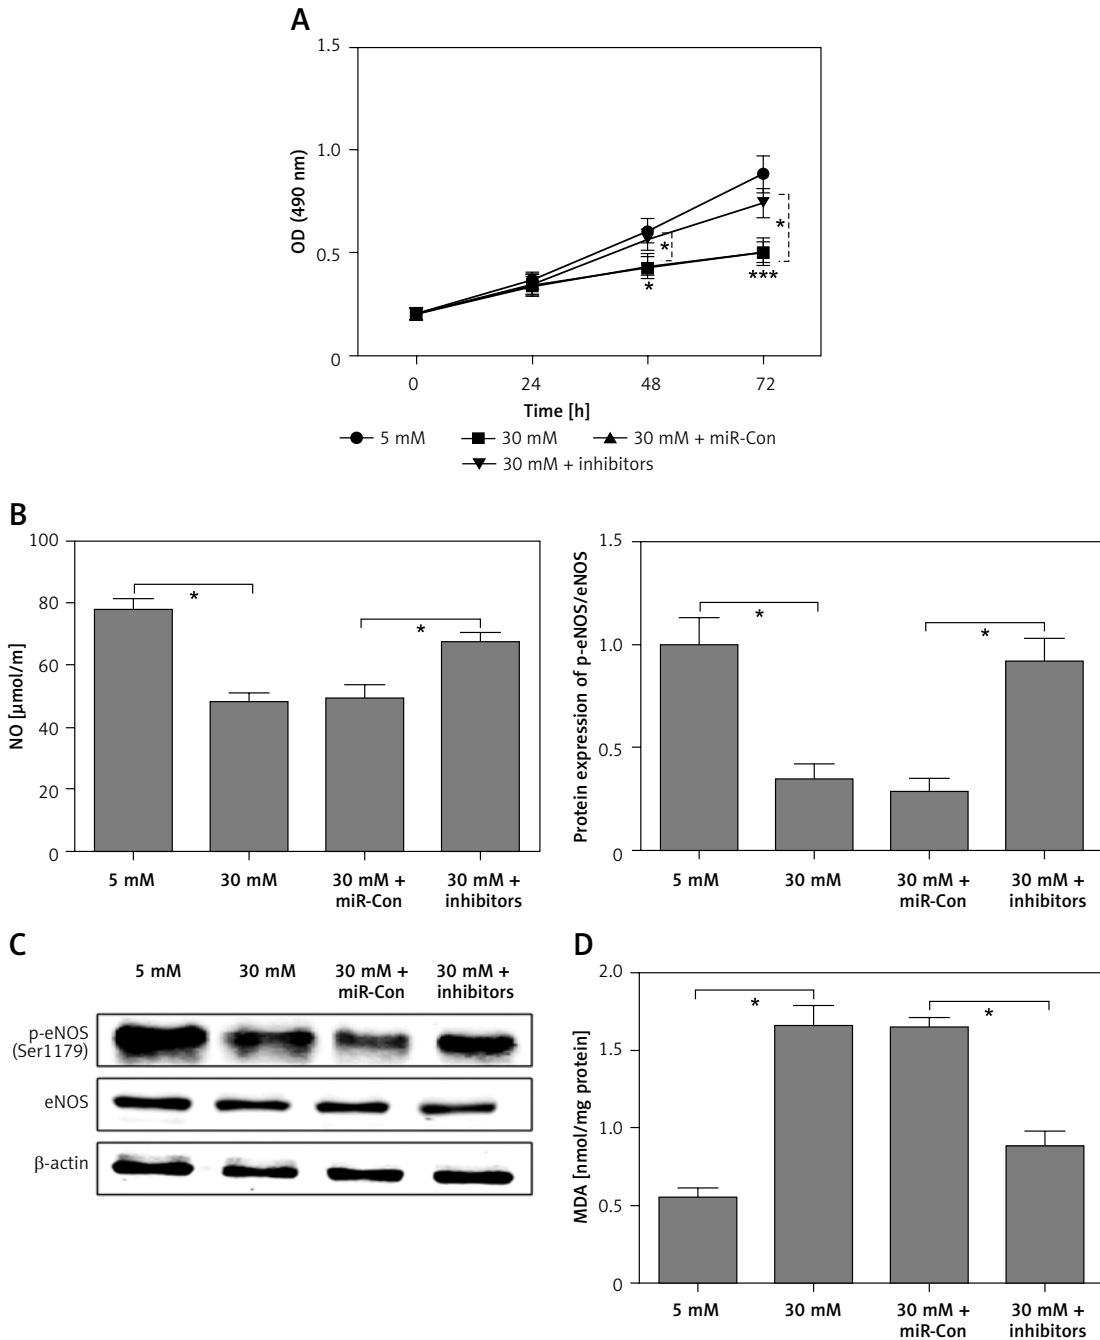 A
OD (490 nm)
1.5
1.0
0.5
0
*
*
*
***
0 24 48 72
Time [h]
5 mM 30 mM 30 mM + miR-Con
30 mM + inhibitors
B
NO [µmol/m]
100
80
60
40
20
0
*
*
5 mM 30 mM 30 mM + 30 mM +
miR-Con inhibitors
Protein expression of p-eNOS/eNOS
1.5
1.0
0.5
0
*
*
5 mM 30 mM 30 mM + 30 mM +
miR-Con inhibitors
C
5 mM 30 mM 30 mM + 30 mM +
miR-Con inhibitors
p-eNOS
(Ser1179)
eNOS
β-actin
D
MDA [nmol/mg protein]
2.0
1.5
1.0
0.5
0
*
*
5 mM 30 mM 30 mM + 30 mM +
miR-Con inhibitors